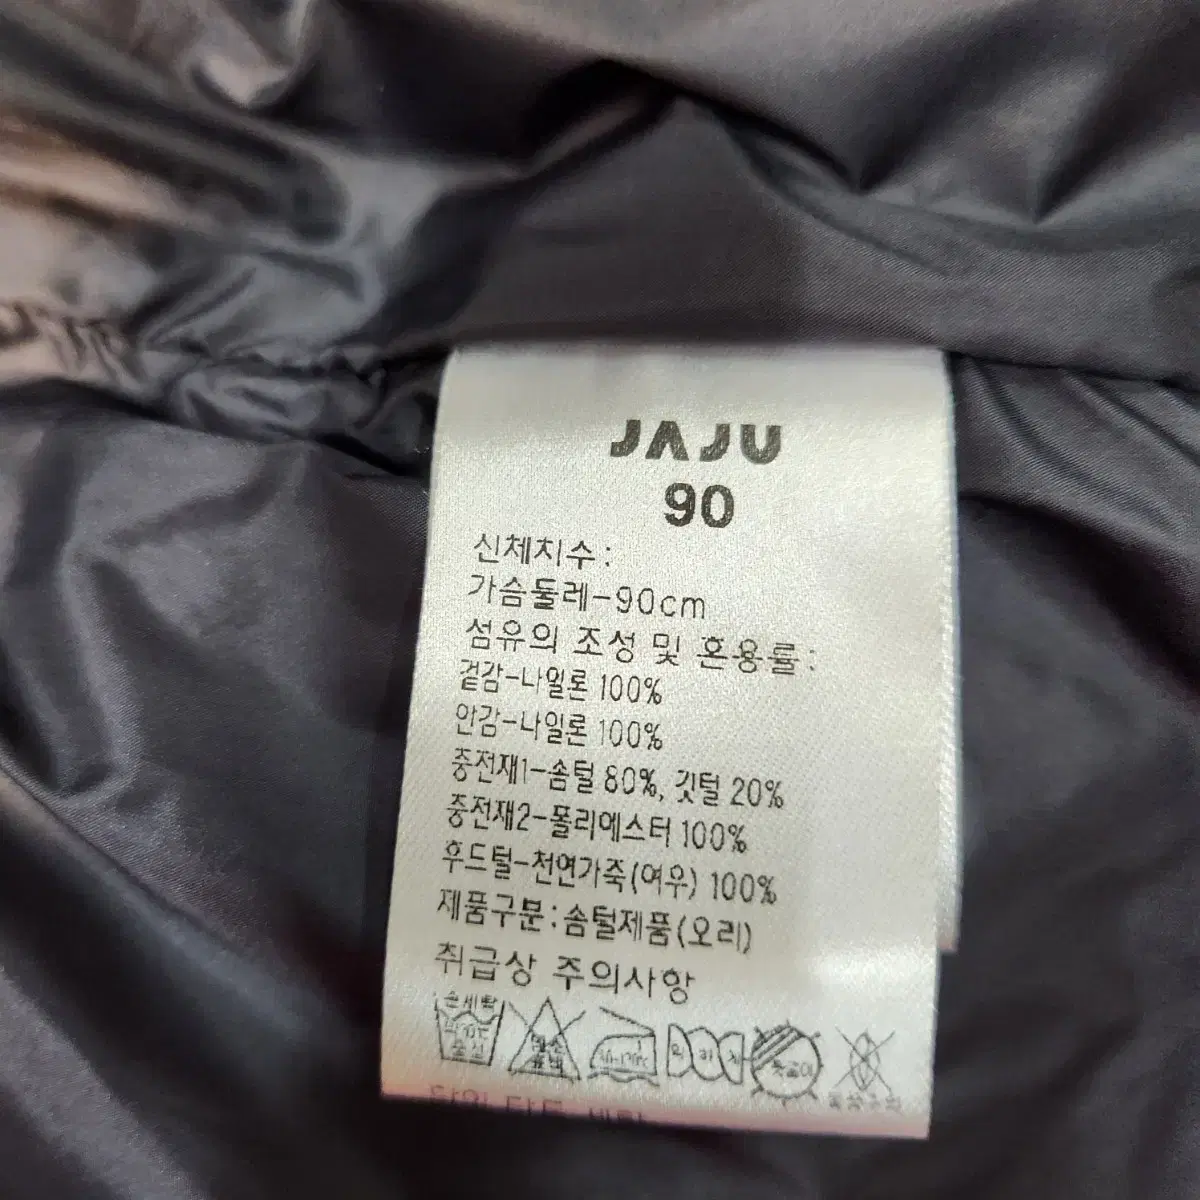 JAJU
90
신체치수:
가슴둘레-90cm
섬유의 조성 및 혼용률:
겉감-나일론 100%
안감-나일론 100%
충전재1-솜털 80%, 깃털 20%
충전재2-폴리에스터 100%
후드털-천연가죽(여우) 100%
제품구분:솜털제품(오리)
취급상 주의사항
손세탁